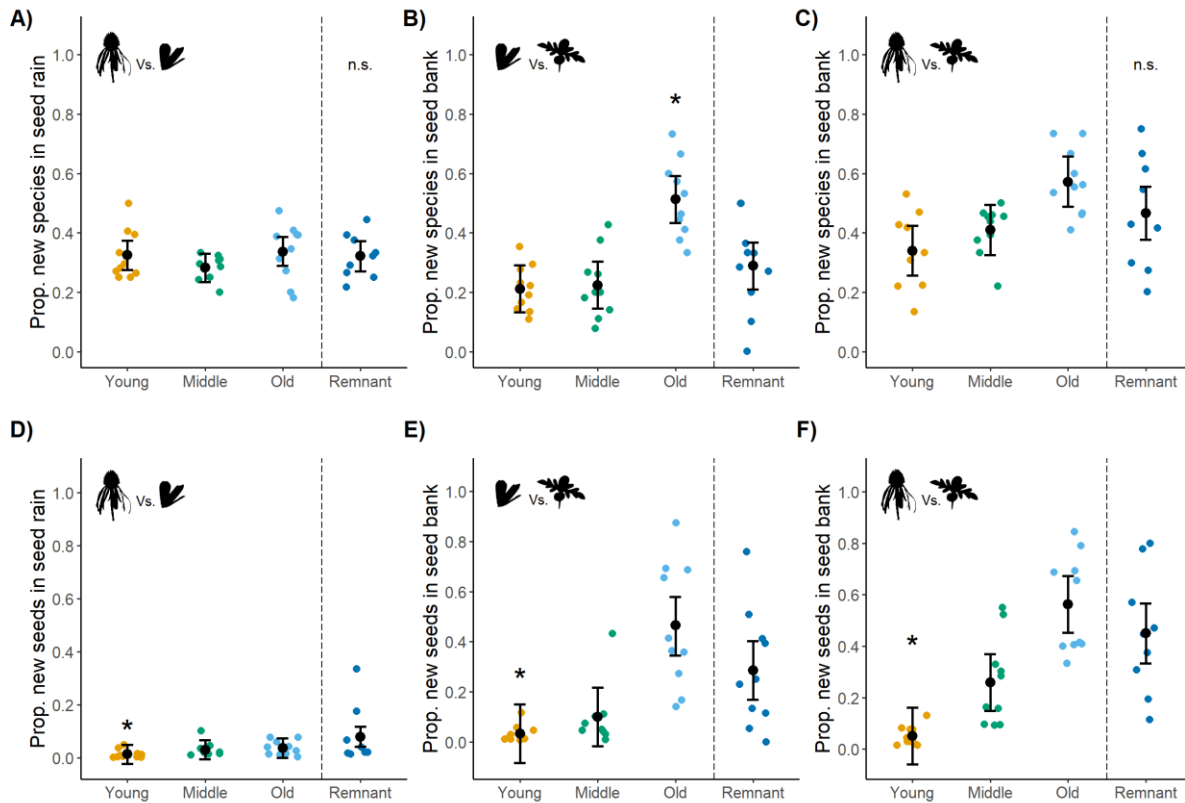 A)
Prop. new species in seed rain
1.0
0.8
0.6
0.4
0.2
0.0
Vs.
n.s.
Young Middle Old Remnant
B)
Prop. new species in seed bank
1.0
0.8
0.6
0.4
0.2
0.0
Vs.
*
Young Middle Old Remnant
C)
Prop. new species in seed bank
1.0
0.8
0.6
0.4
0.2
0.0
Vs.
n.s.
Young Middle Old Remnant
D)
Prop. new seeds in seed rain
1.0
0.8
0.6
0.4
0.2
0.0
Vs.
*
Young Middle Old Remnant
E)
Prop. new seeds in seed bank
1.0
0.8
0.6
0.4
0.2
0.0
Vs.
*
Young Middle Old Remnant
F)
Prop. new seeds in seed bank
1.0
0.8
0.6
0.4
0.2
0.0
Vs.
*
Young Middle Old Remnant